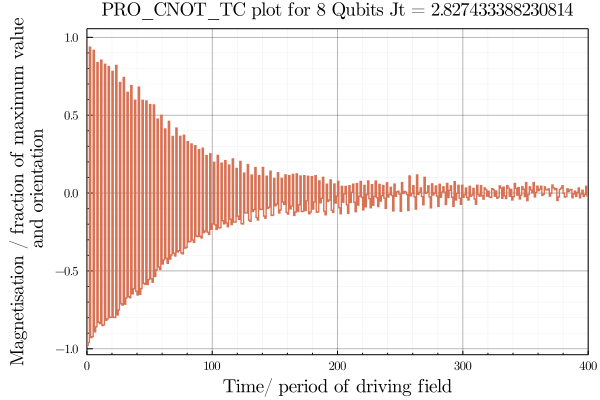 PRO_CNOT_TC plot for 8 Qubits Jt = 2.827433388230814
Magnetisation / fraction of maximum value
and orientation
1.0
0.5
0.0
−0.5
−1.0
0
100
200
300
400
Time/ period of driving field